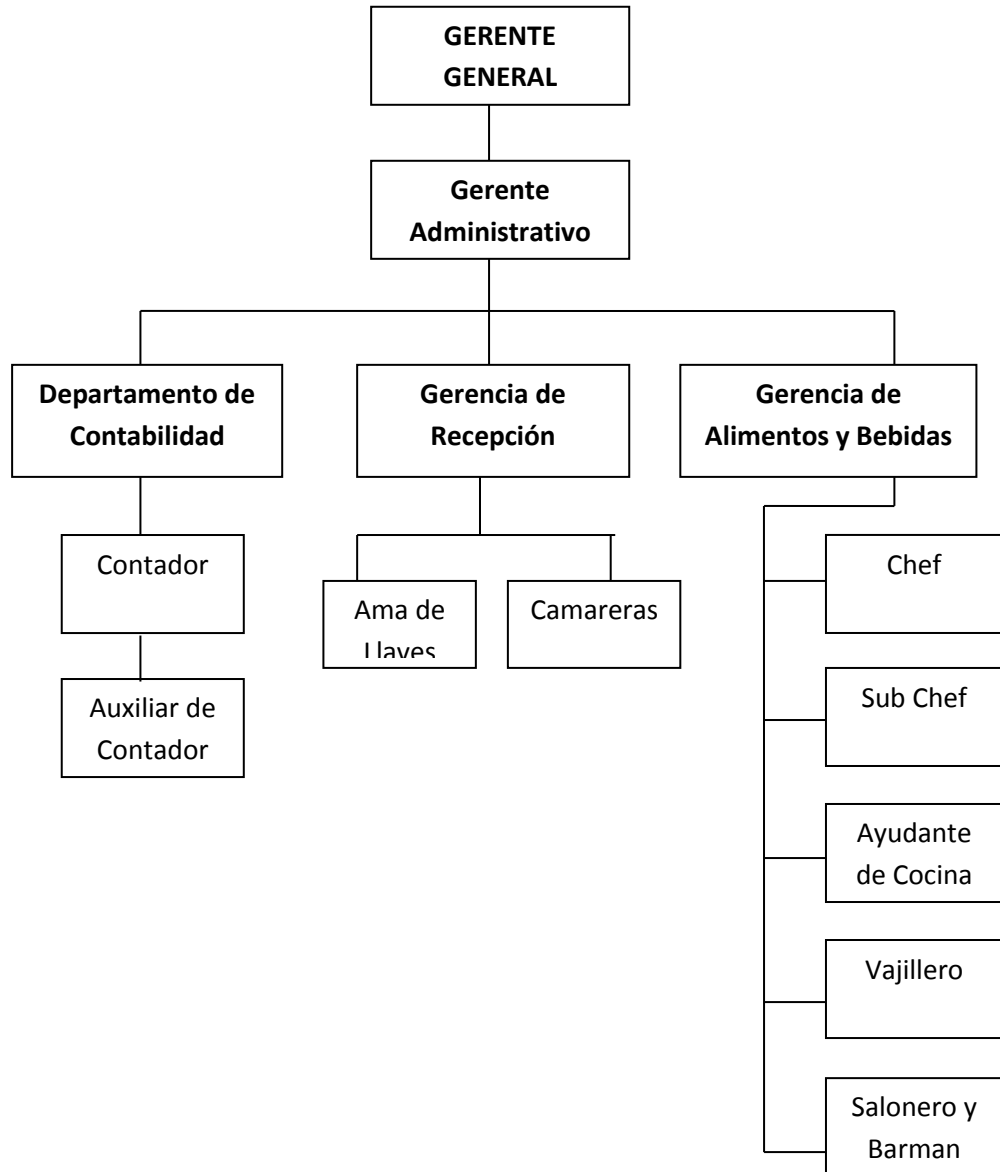 GERENTE
GENERAL
Gerente
Administrativo
Departamento de
Contabilidad
Gerencia de
Recepción
Gerencia de
Alimentos y Bebidas
Contador
Auxiliar de
Contador
Ama de
Llaves
Camareras
Chef
Sub Chef
Ayudante
de Cocina
Vajillero
Salonero y
Barman